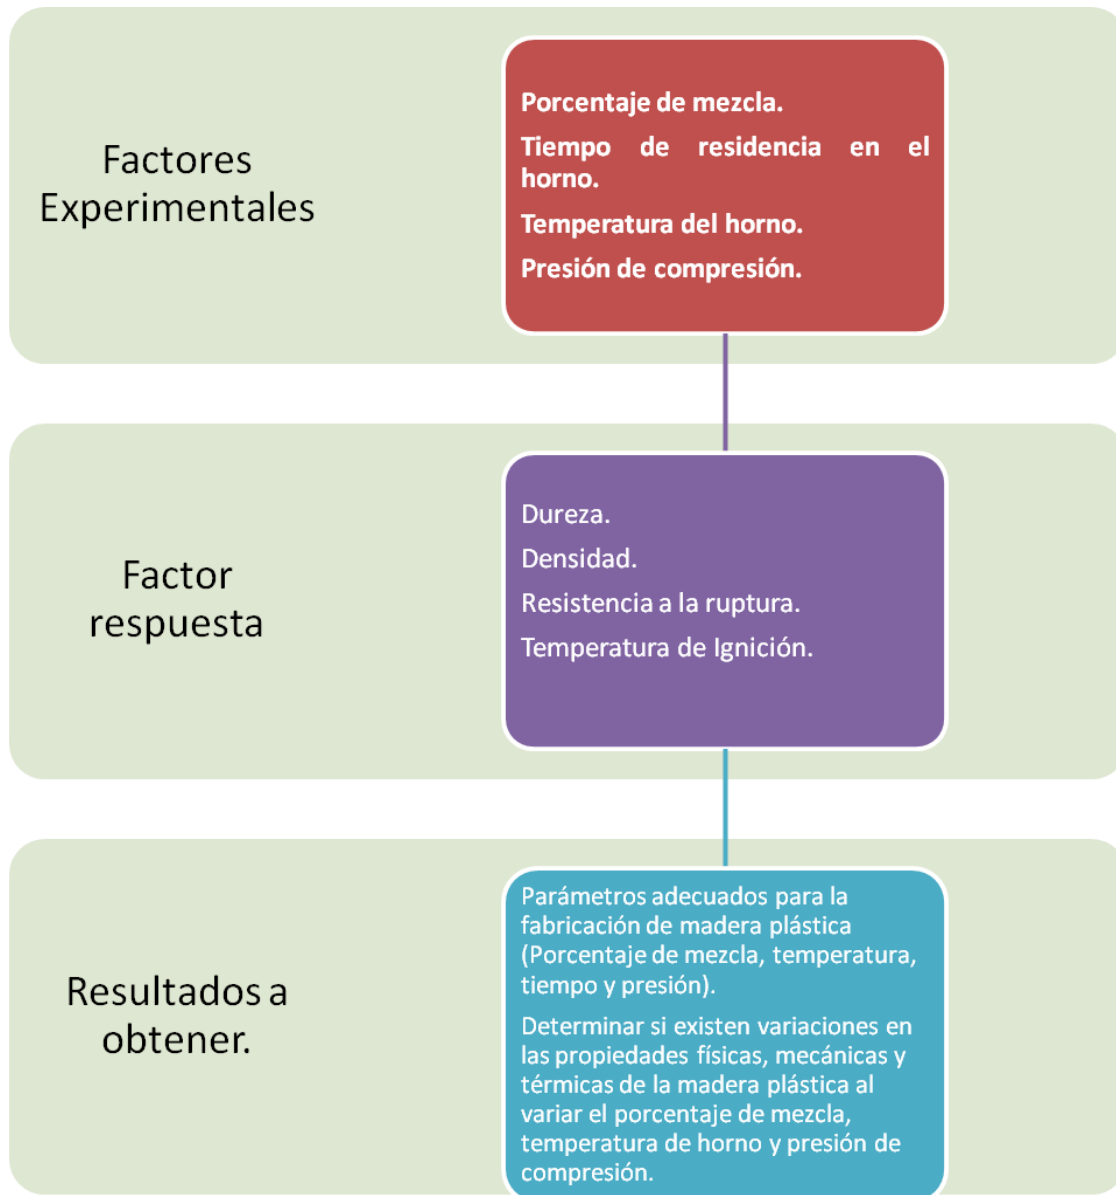 Factores
Experimentales
Porcentaje de mezcla.
Tiempo de residencia en el
horno.
Temperatura del horno.
Presión de compresión.
Factor
respuesta
Dureza.
Densidad.
Resistencia a la ruptura.
Temperatura de Ignición.
Resultados a
obtener.
Parámetros adecuados para la
fabricación de madera plástica
(Porcentaje de mezcla, temperatura,
tiempo y presión).
Determinar si existen variaciones en
las propiedades físicas, mecánicas y
térmicas de la madera plástica al
variar el porcentaje de mezcla,
temperatura de horno y presión de
compresión.